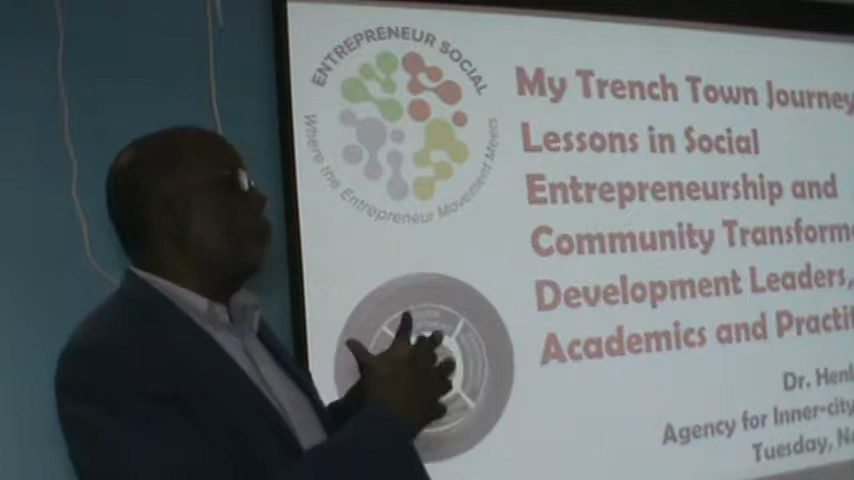 ENTREPRENEUR SOCIAL
Where the Entrepreneur Movement Meets
My Trench Town Journey
Lessons in Social
Entrepreneurship and
Community Transform
Development Leaders,
Academics and Practi
Dr. Henl
Agency for Inner-city
Tuesday, N